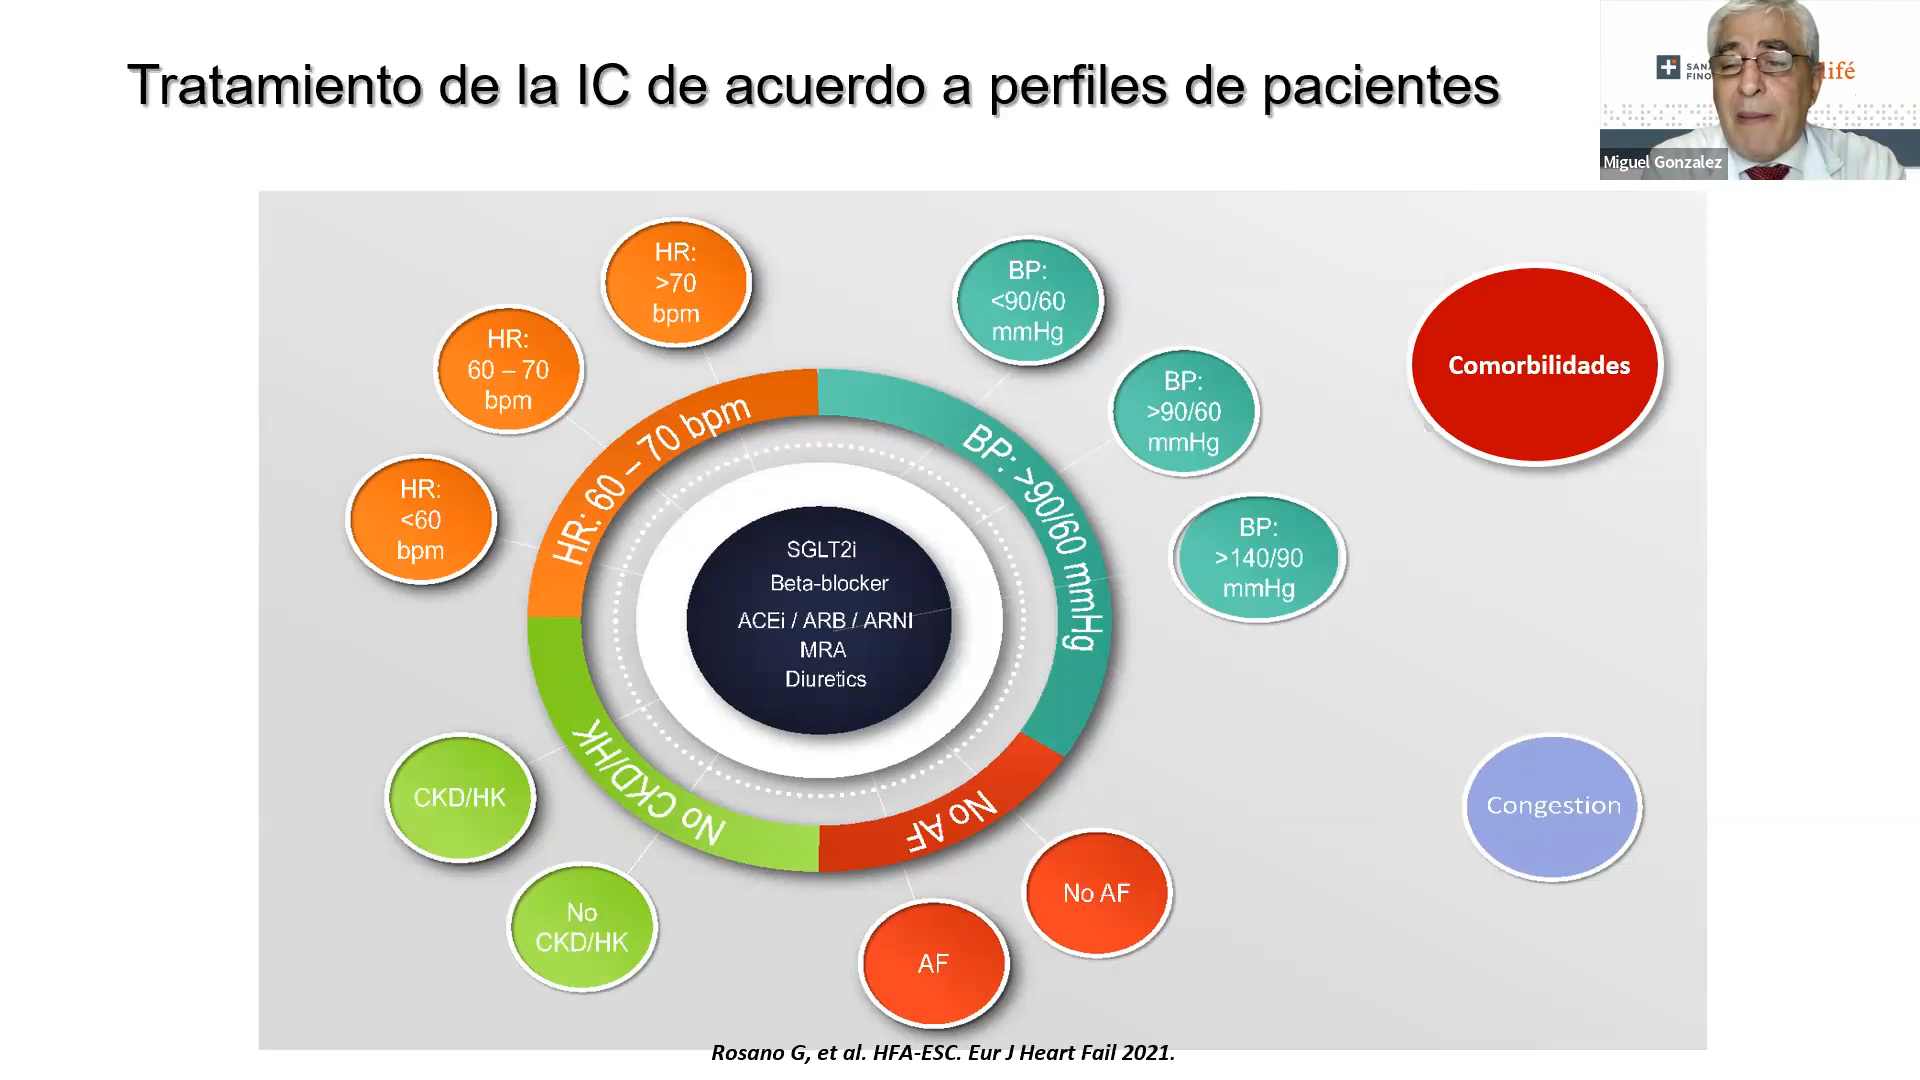 Tratamiento de la IC de acuerdo a perfiles de pacientes
SAN
FINO
lifé
Miguel Gonzalez
HR:
>70
bpm
HR:
60 – 70
bpm
HR:
<60
bpm
BP:
<90/60
mmHg
BP:
>90/60
mmHg
BP:
>140/90
mmHg
Comorbilidades
HR: 60 – 70 bpm
BP: >90/60 mmHg
No CKD/HK
No AF
SGLT2i
Beta-blocker
ACEi / ARB / ARNI
MRA
Diuretics
CKD/HK
No
CKD/HK
AF
No AF
Congestion
Rosano G, et al. HFA-ESC. Eur J Heart Fail 2021.